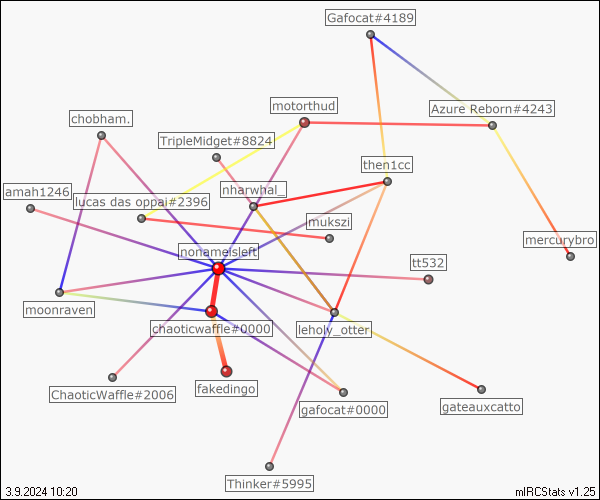 Gafocat#4189
motorthud
Azure Reborn#4243
chobham.
TripleMidget#8824
then1cc
amah1246
nharwhal_
lucas das oppai#2396
mukszi
mercurybro
nonameisleft
tt532
moonraven
chaoticwaffle#0000
leholy_otter
ChaoticWaffle#2006
fakedingo
gafocat#0000
gateauxcatto
Thinker#5995
3.9.2024 10:20
mIRCStats v1.25